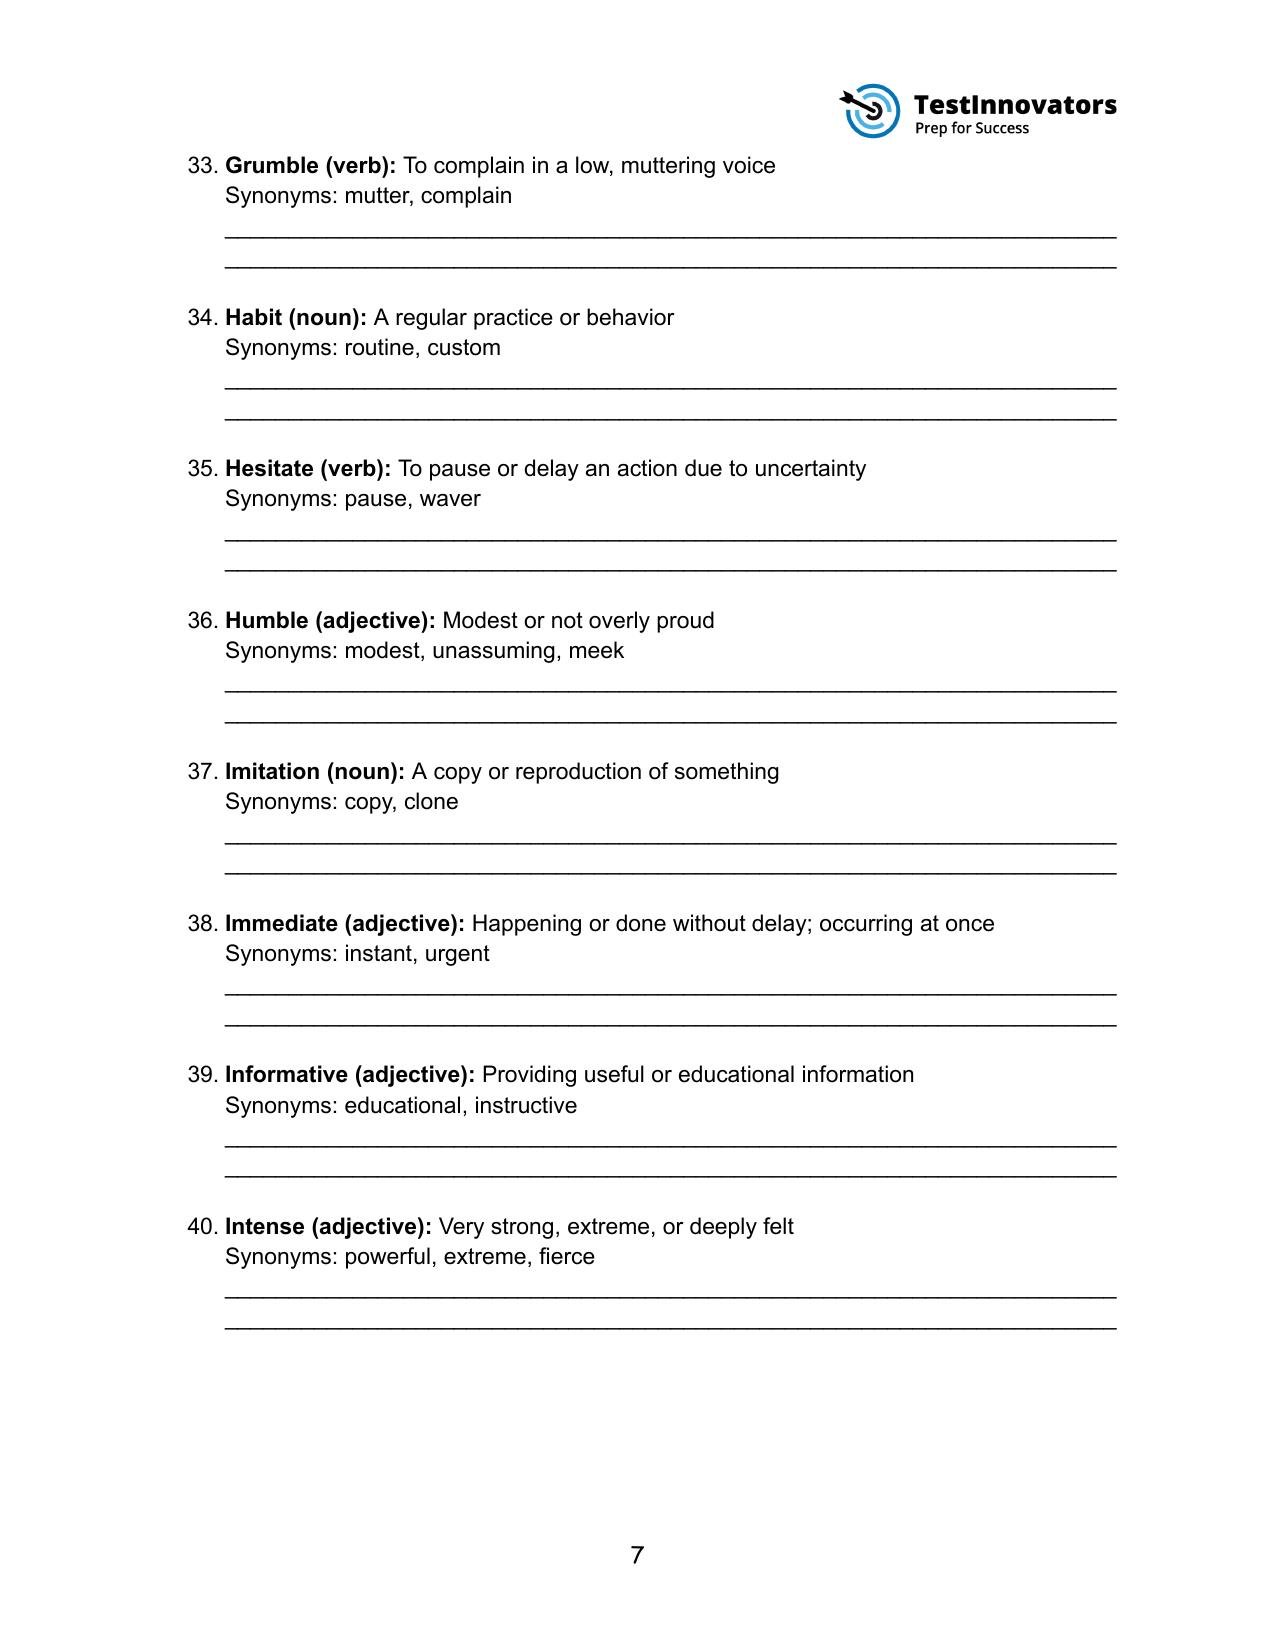 TestInnovators
Prep for Success
33. Grumble (verb): To complain in a low, muttering voice
Synonyms: mutter, complain
34. Habit (noun): A regular practice or behavior
Synonyms: routine, custom
35. Hesitate (verb): To pause or delay an action due to uncertainty
Synonyms: pause, waver
36. Humble (adjective): Modest or not overly proud
Synonyms: modest, unassuming, meek
37. Imitation (noun): A copy or reproduction of something
Synonyms: copy, clone
38. Immediate (adjective): Happening or done without delay; occurring at once
Synonyms: instant, urgent
39. Informative (adjective): Providing useful or educational information
Synonyms: educational, instructive
40. Intense (adjective): Very strong, extreme, or deeply felt
Synonyms: powerful, extreme, fierce
7